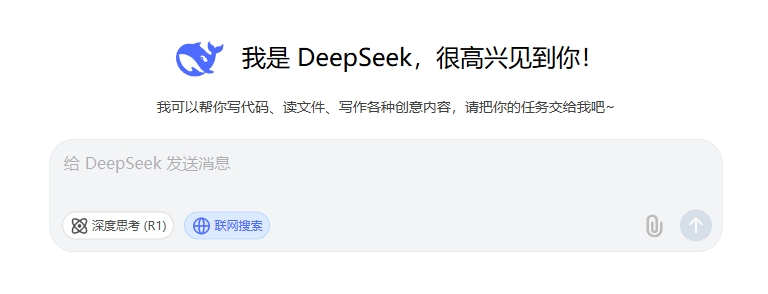 我是 DeepSeek，很高兴见到你！
我可以帮你写代码、读文件、写作各种创意内容，请把你的任务交给我吧~
给 DeepSeek 发送消息
深度思考 (R1) 联网搜索